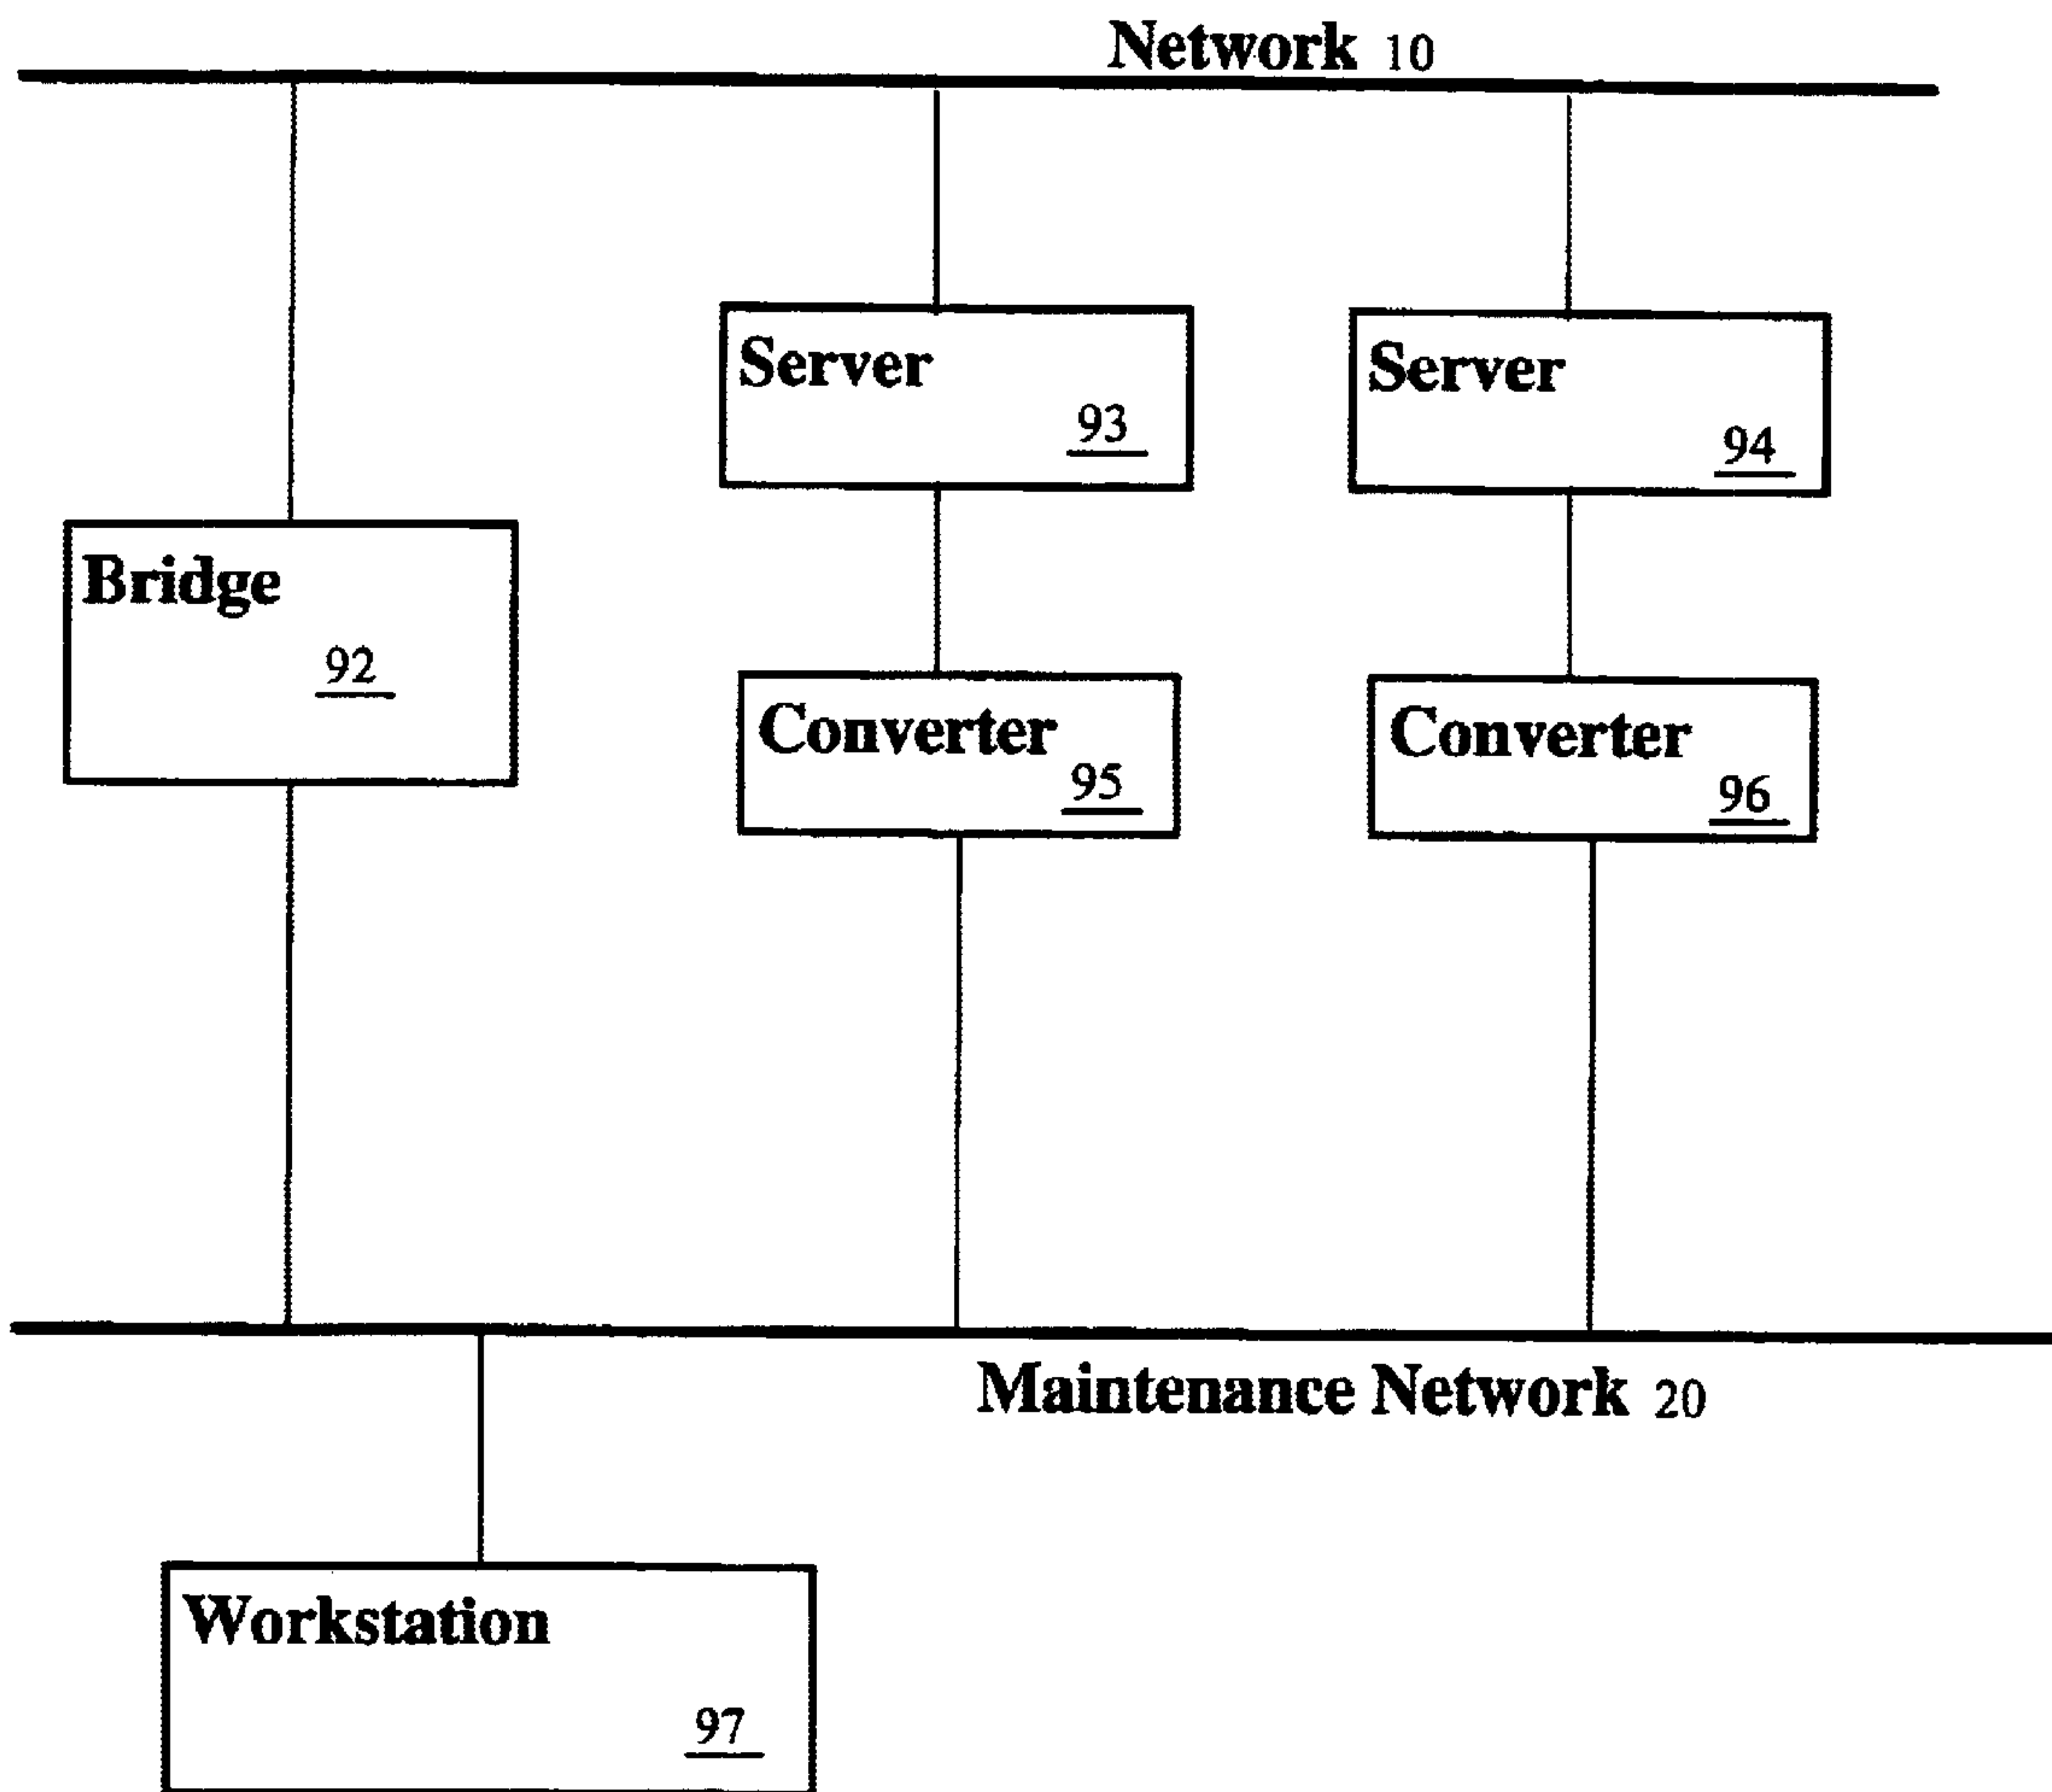 Network 10
Server
93
Server
94
Bridge
92
Converter
95
Converter
96
Maintenance Network 20
Workstation
97